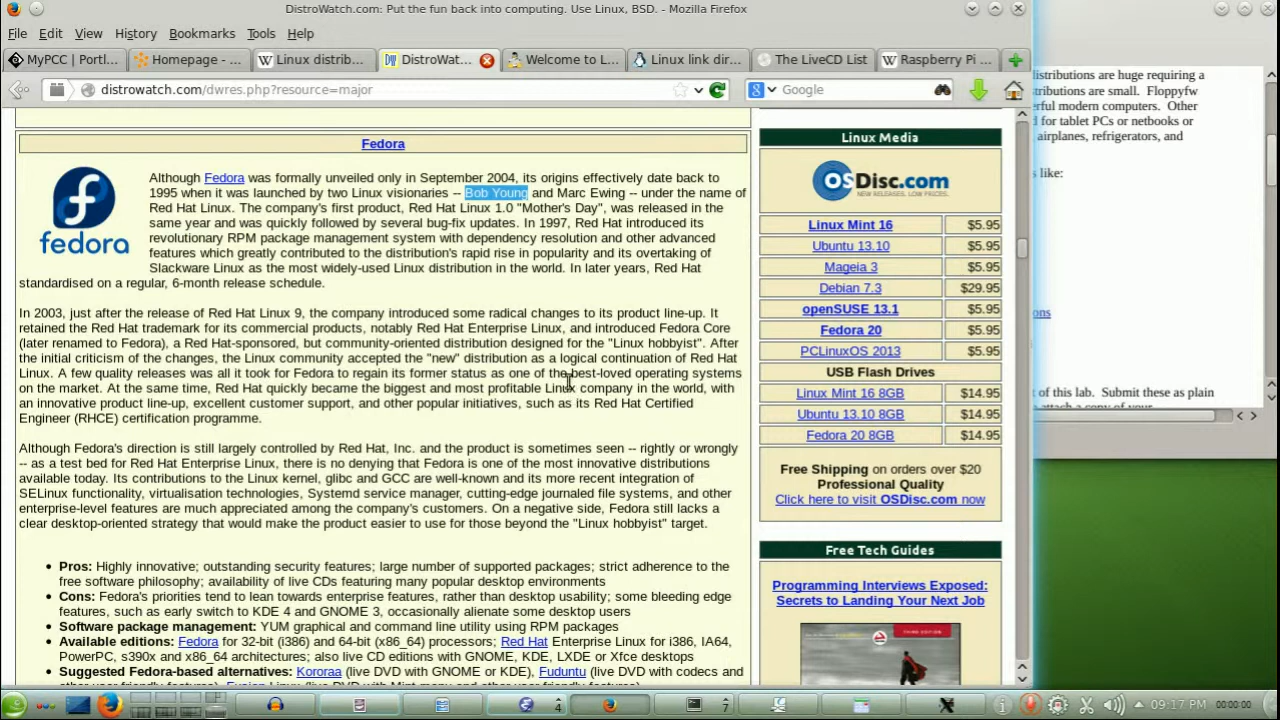 DistroWatch.com: Put the fun back into computing. Use Linux, BSD. - Mozilla Firefox
File Edit View History Bookmarks Tools Help
MyPCC | Portl... Homepage - ... Linux distrib... DistroWat... Welcome to L... Linux link dir... The LiveCD List Raspberry Pi ...
distrowatch.com/dwres.php?resource=major Google
Fedora
fedora
Although Fedora was formally unveiled only in September 2004, its origins effectively date back to
1995 when it was launched by two Linux visionaries -- Bob Young and Marc Ewing -- under the name of
Red Hat Linux. The company's first product, Red Hat Linux 1.0 "Mother's Day", was released in the
same year and was quickly followed by several bug-fix updates. In 1997, Red Hat introduced its
revolutionary RPM package management system with dependency resolution and other advanced
features which greatly contributed to the distribution's rapid rise in popularity and its overtaking of
Slackware Linux as the most widely-used Linux distribution in the world. In later years, Red Hat
standardised on a regular, 6-month release schedule.
In 2003, just after the release of Red Hat Linux 9, the company introduced some radical changes to its product line-up. It
retained the Red Hat trademark for its commercial products, notably Red Hat Enterprise Linux, and introduced Fedora Core
(later renamed to Fedora), a Red Hat-sponsored, but community-oriented distribution designed for the "Linux hobbyist". After
the initial criticism of the changes, the Linux community accepted the "new" distribution as a logical continuation of Red Hat
Linux. A few quality releases was all it took for Fedora to regain its former status as one of the best-loved operating systems
on the market. At the same time, Red Hat quickly became the biggest and most profitable Linux company in the world, with
an innovative product line-up, excellent customer support, and other popular initiatives, such as its Red Hat Certified
Engineer (RHCE) certification programme.
Although Fedora's direction is still largely controlled by Red Hat, Inc. and the product is sometimes seen -- rightly or wrongly
-- as a test bed for Red Hat Enterprise Linux, there is no denying that Fedora is one of the most innovative distributions
available today. Its contributions to the Linux kernel, glibc and GCC are well-known and its more recent integration of
SELinux functionality, virtualisation technologies, Systemd service manager, cutting-edge journaled file systems, and other
enterprise-level features are much appreciated among the company's customers. On a negative side, Fedora still lacks a
clear desktop-oriented strategy that would make the product easier to use for those beyond the "Linux hobbyist" target.
Pros: Highly innovative; outstanding security features; large number of supported packages; strict adherence to the
free software philosophy; availability of live CDs featuring many popular desktop environments
Cons: Fedora's priorities tend to lean towards enterprise features, rather than desktop usability; some bleeding edge
features, such as early switch to KDE 4 and GNOME 3, occasionally alienate some desktop users
Software package management: YUM graphical and command line utility using RPM packages
Available editions: Fedora for 32-bit (i386) and 64-bit (x86_64) processors; Red Hat Enterprise Linux for i386, IA64,
PowerPC, s390x and x86_64 architectures; also live CD editions with GNOME, KDE, LXDE or Xfce desktops
Suggested Fedora-based alternatives: Kororaa (live DVD with GNOME or KDE), Fuduntu (live DVD with codecs and
Linux Media
OSDisc.com
NEW RELEASES. LOW PRICES.
Linux Mint 16 $5.95
Ubuntu 13.10 $5.95
Mageia 3 $5.95
Debian 7.3 $29.95
openSUSE 13.1 $5.95
Fedora 20 $5.95
PCLinuxOS 2013 $5.95
USB Flash Drives
Linux Mint 16 8GB $14.95
Ubuntu 13.10 8GB $14.95
Fedora 20 8GB $14.95
Free Shipping on orders over $20
Professional Quality
Click here to visit OSDisc.com now
Free Tech Guides
Programming Interviews Exposed:
Secrets to Landing Your Next Job
THIRD EDITION
distributions are huge requiring a
tributions are small. Floppyfw
erful modern computers. Other
d for tablet PCs or netbooks or
airplanes, refrigerators, and
s like:
ons
of this lab. Submit these as plain
4 7 09:17 PM 00:00:00